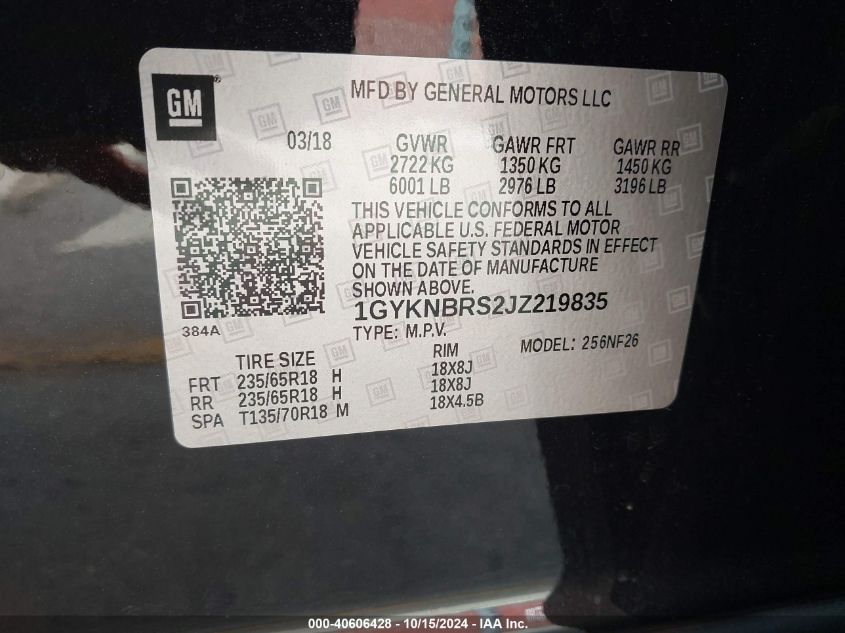 GM
MFD BY GENERAL MOTORS LLC
03/18 GVWR GAWR FRT GAWR RR
2722 KG 1350 KG 1450 KG
6001 LB 2976 LB 3196 LB
THIS VEHICLE CONFORMS TO ALL
APPLICABLE U.S. FEDERAL MOTOR
VEHICLE SAFETY STANDARDS IN EFFECT
ON THE DATE OF MANUFACTURE
SHOWN ABOVE.
1GYKNBRS2JZ219835
384A
TYPE: M.P.V. MODEL: 256NF26
TIRE SIZE RIM
FRT 235/65R18 H 18X8J
RR 235/65R18 H 18X8J
SPA T135/70R18 M 18X4.5B
000-40606428 - 10/15/2024 - IAA Inc.